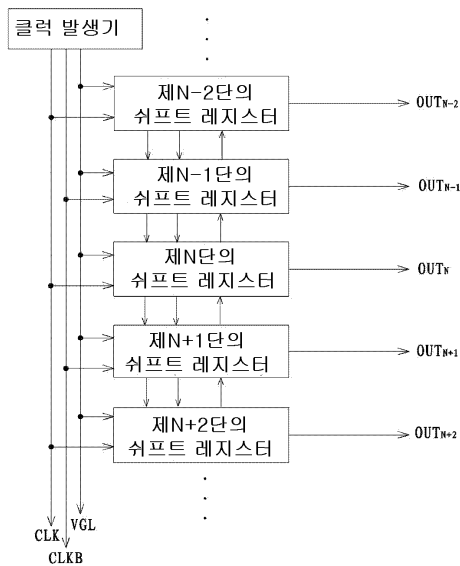 클럭 발생기
제N-2단의
쉬프트 레지스터
OUTN-2
제N-1단의
쉬프트 레지스터
OUTN-1
제N단의
쉬프트 레지스터
OUTN
제N+1단의
쉬프트 레지스터
OUTN+1
제N+2단의
쉬프트 레지스터
OUTN+2
VGL
CLK
CLKB